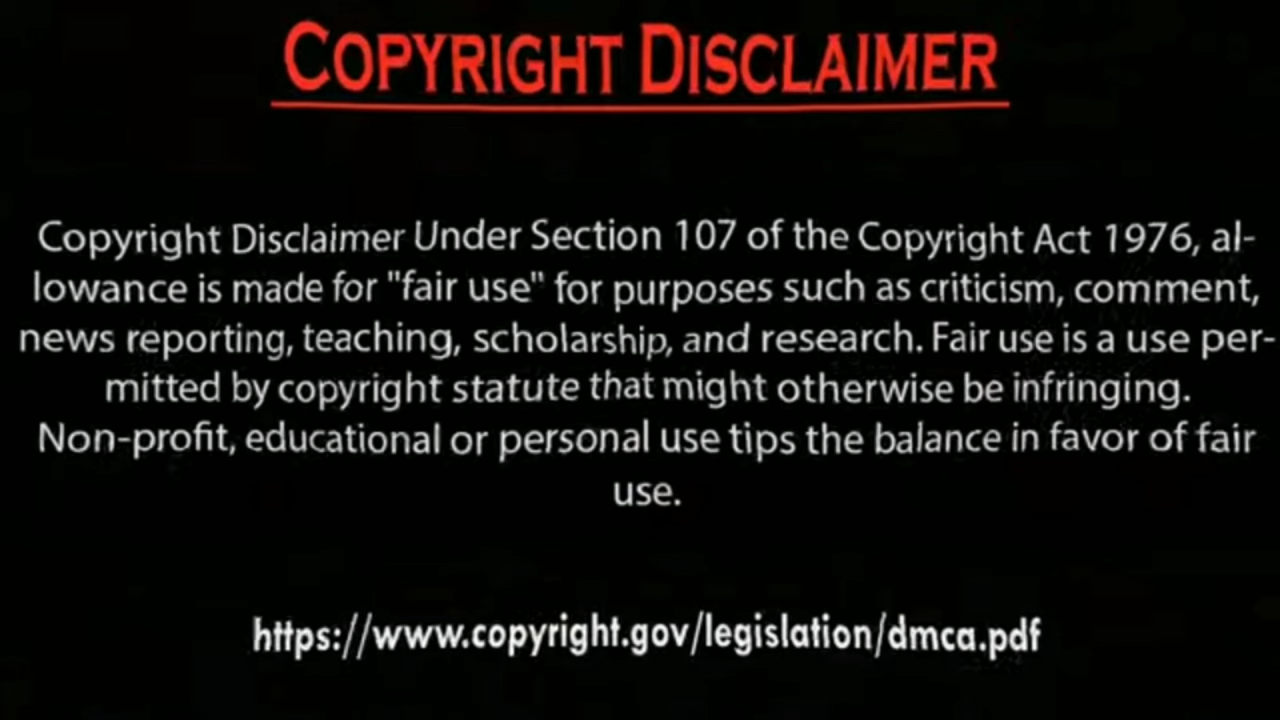 COPYRIGHT DISCLAIMER
Copyright Disclaimer Under Section 107 of the Copyright Act 1976, al-
lowance is made for "fair use" for purposes such as criticism, comment,
news reporting, teaching, scholarship, and research. Fair use is a use per-
mitted by copyright statute that might otherwise be infringing.
Non-profit, educational or personal use tips the balance in favor of fair
use.
https://www.copyright.gov/legislation/dmca.pdf